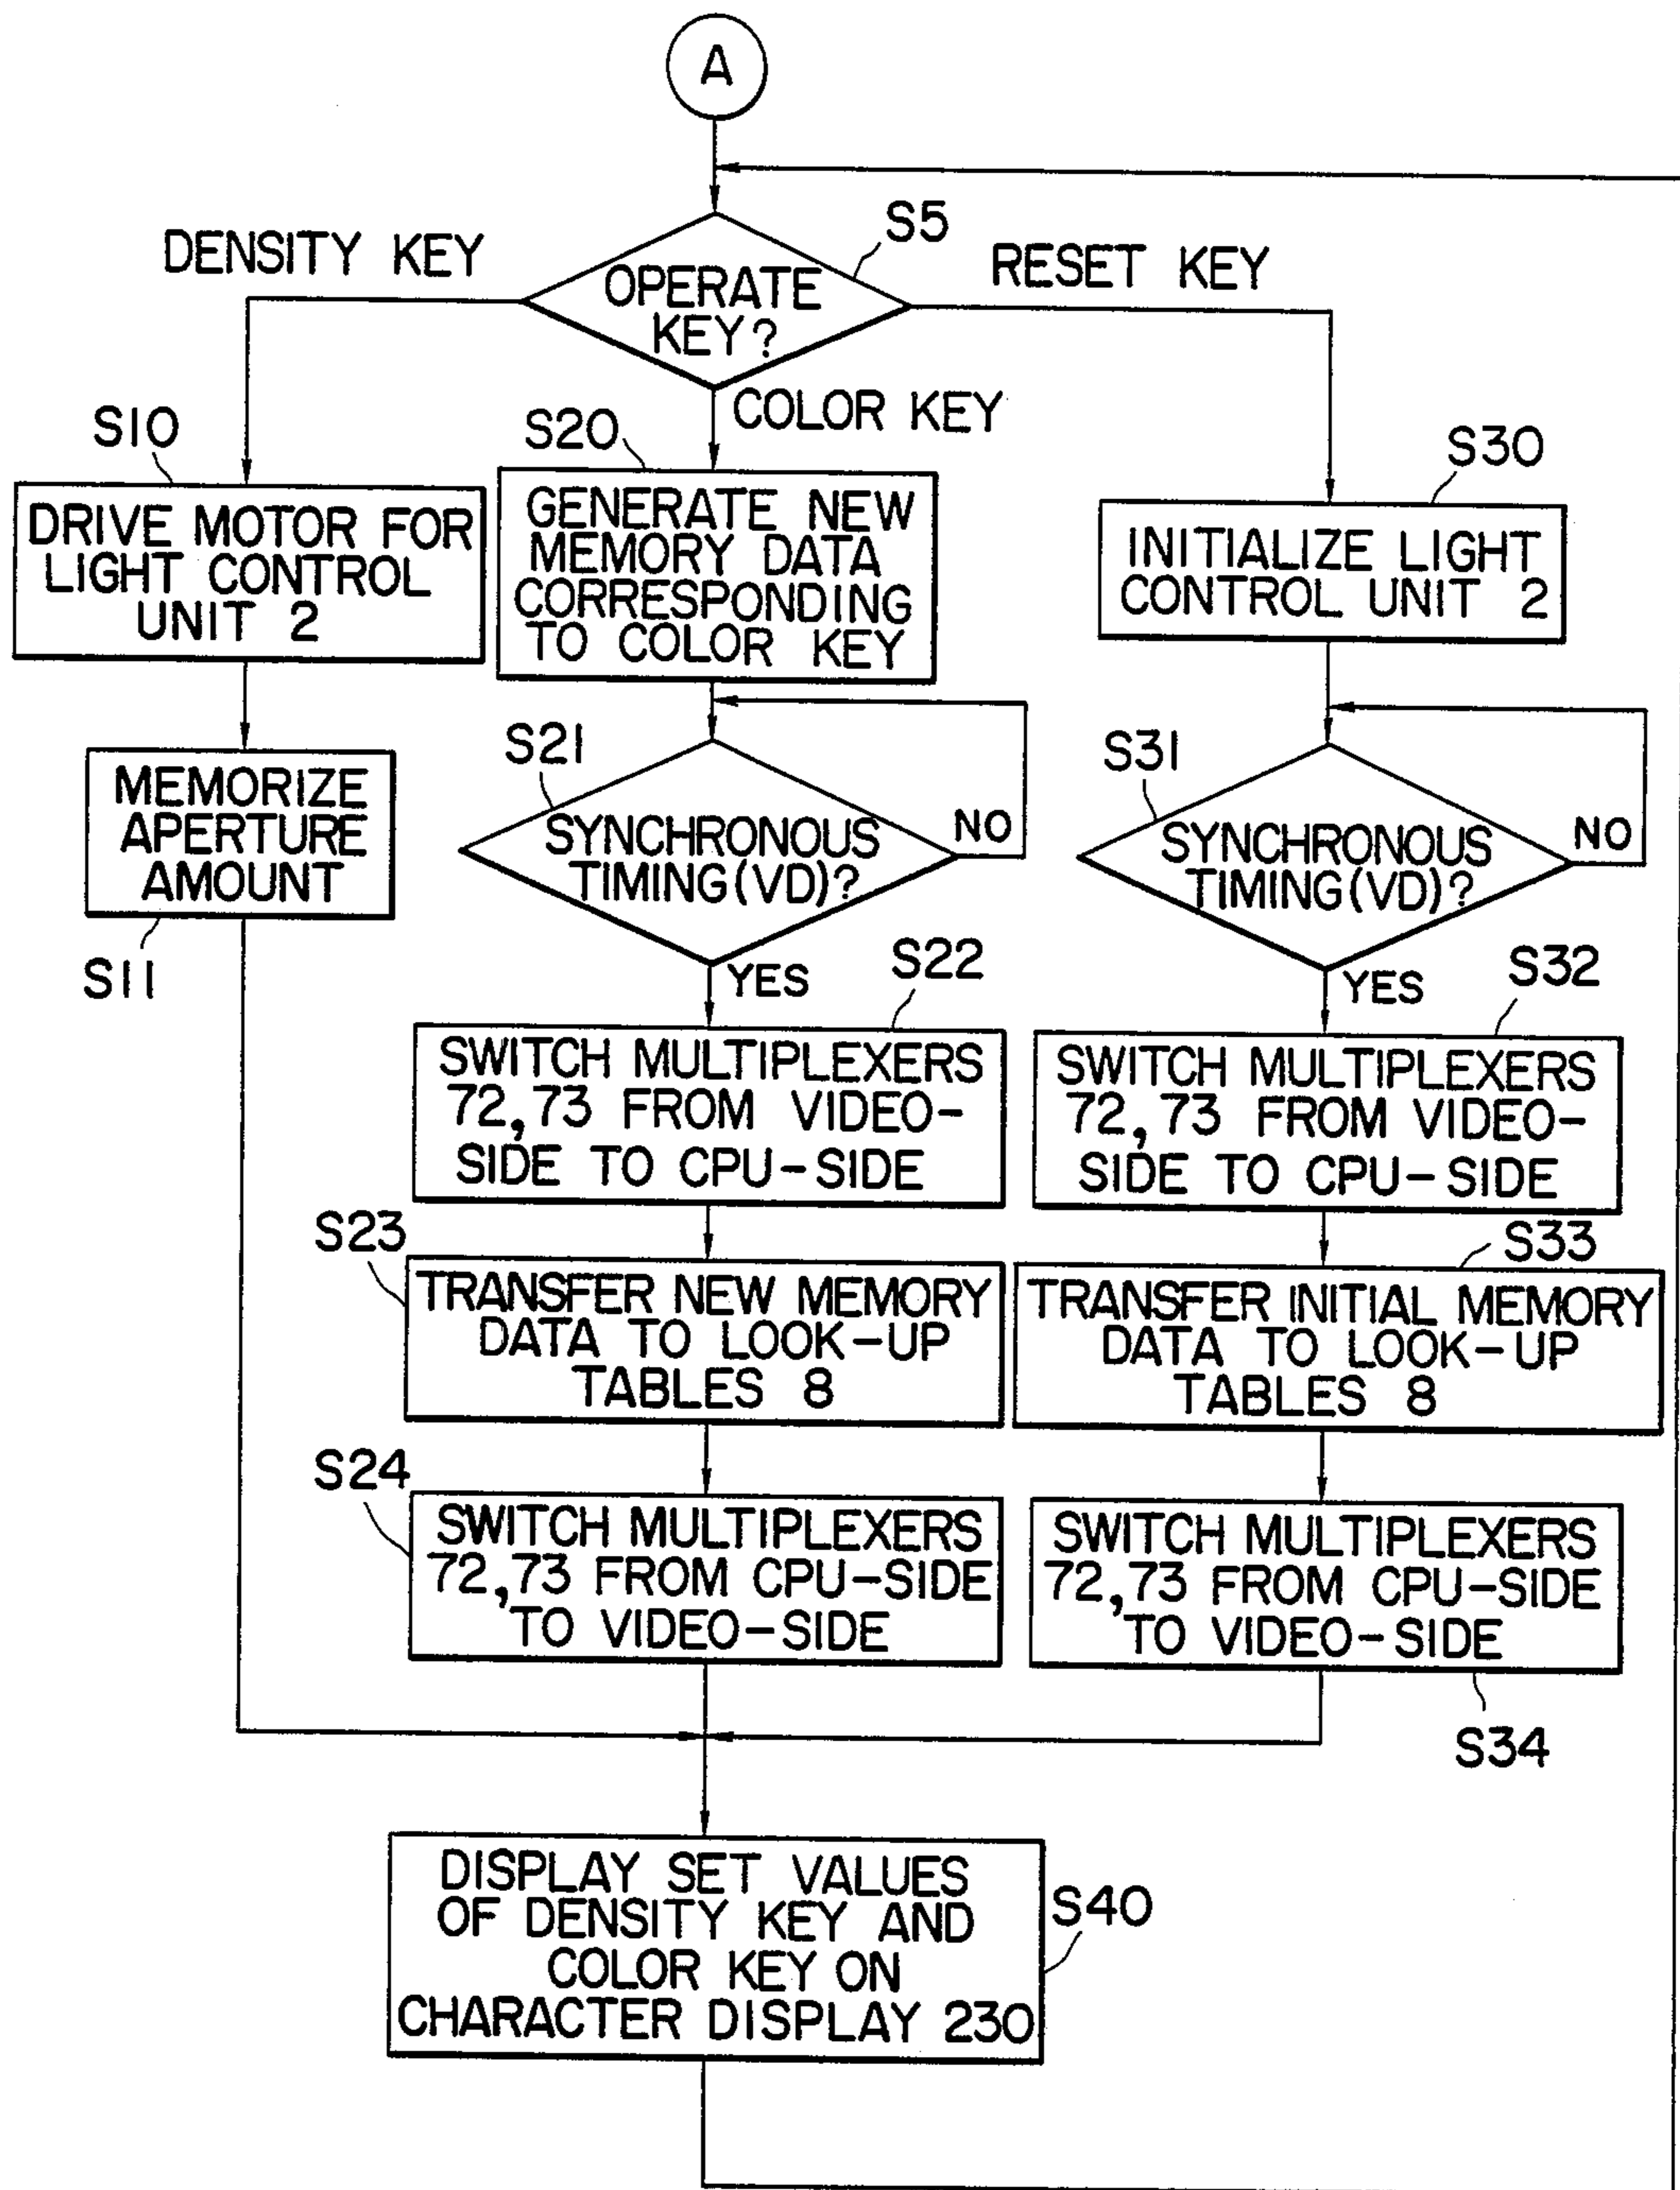 A
S5
DENSITY KEY
RESET KEY
OPERATE
KEY?
COLOR KEY
S10
S20
S30
DRIVE MOTOR FOR
LIGHT CONTROL
UNIT 2
GENERATE NEW
MEMORY DATA
CORRESPONDING
TO COLOR KEY
INITIALIZE LIGHT
CONTROL UNIT 2
S21
S31
MEMORIZE
APERTURE
AMOUNT
S11
SYNCHRONOUS
TIMING(VD)?
NO
SYNCHRONOUS
TIMING(VD)?
NO
YES
S22
YES
S32
SWITCH MULTIPLEXERS
72,73 FROM VIDEO-
SIDE TO CPU-SIDE
SWITCH MULTIPLEXERS
72,73 FROM VIDEO-
SIDE TO CPU-SIDE
S23
S33
TRANSFER NEW MEMORY
DATA TO LOOK-UP
TABLES 8
TRANSFER INITIAL MEMORY
DATA TO LOOK-UP
TABLES 8
S24
SWITCH MULTIPLEXERS
72,73 FROM CPU-SIDE
TO VIDEO-SIDE
SWITCH MULTIPLEXERS
72,73 FROM CPU-SIDE
TO VIDEO-SIDE
S34
DISPLAY SET VALUES
OF DENSITY KEY AND
COLOR KEY ON
CHARACTER DISPLAY 230
S40